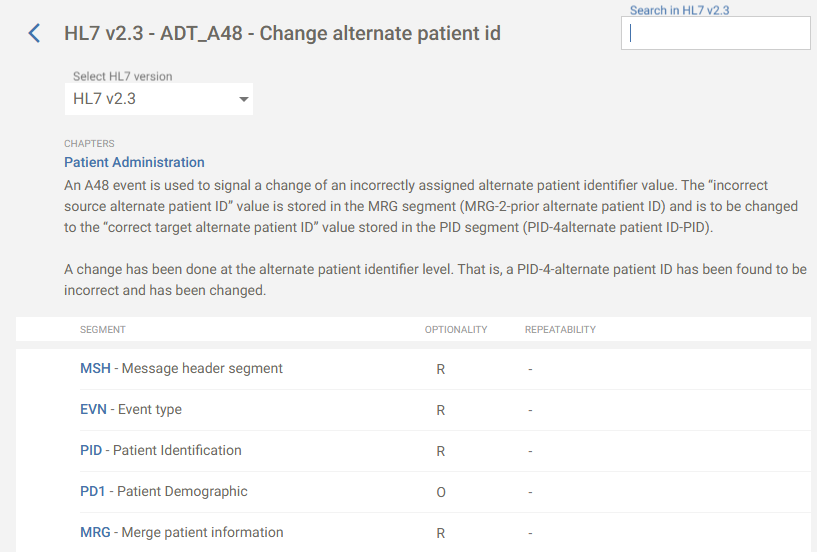 Search in HL7 v2.3
HL7 v2.3 - ADT_A48 - Change alternate patient id
Select HL7 version
HL7 v2.3
CHAPTERS
Patient Administration
An A48 event is used to signal a change of an incorrectly assigned alternate patient identifier value. The “incorrect
source alternate patient ID” value is stored in the MRG segment (MRG-2-prior alternate patient ID) and is to be changed
to the “correct target alternate patient ID” value stored in the PID segment (PID-4alternate patient ID-PID).
A change has been done at the alternate patient identifier level. That is, a PID-4-alternate patient ID has been found to be
incorrect and has been changed.
SEGMENT OPTIONALITY REPEATABILITY
MSH - Message header segment R -
EVN - Event type R -
PID - Patient Identification R -
PD1 - Patient Demographic O -
MRG - Merge patient information R -